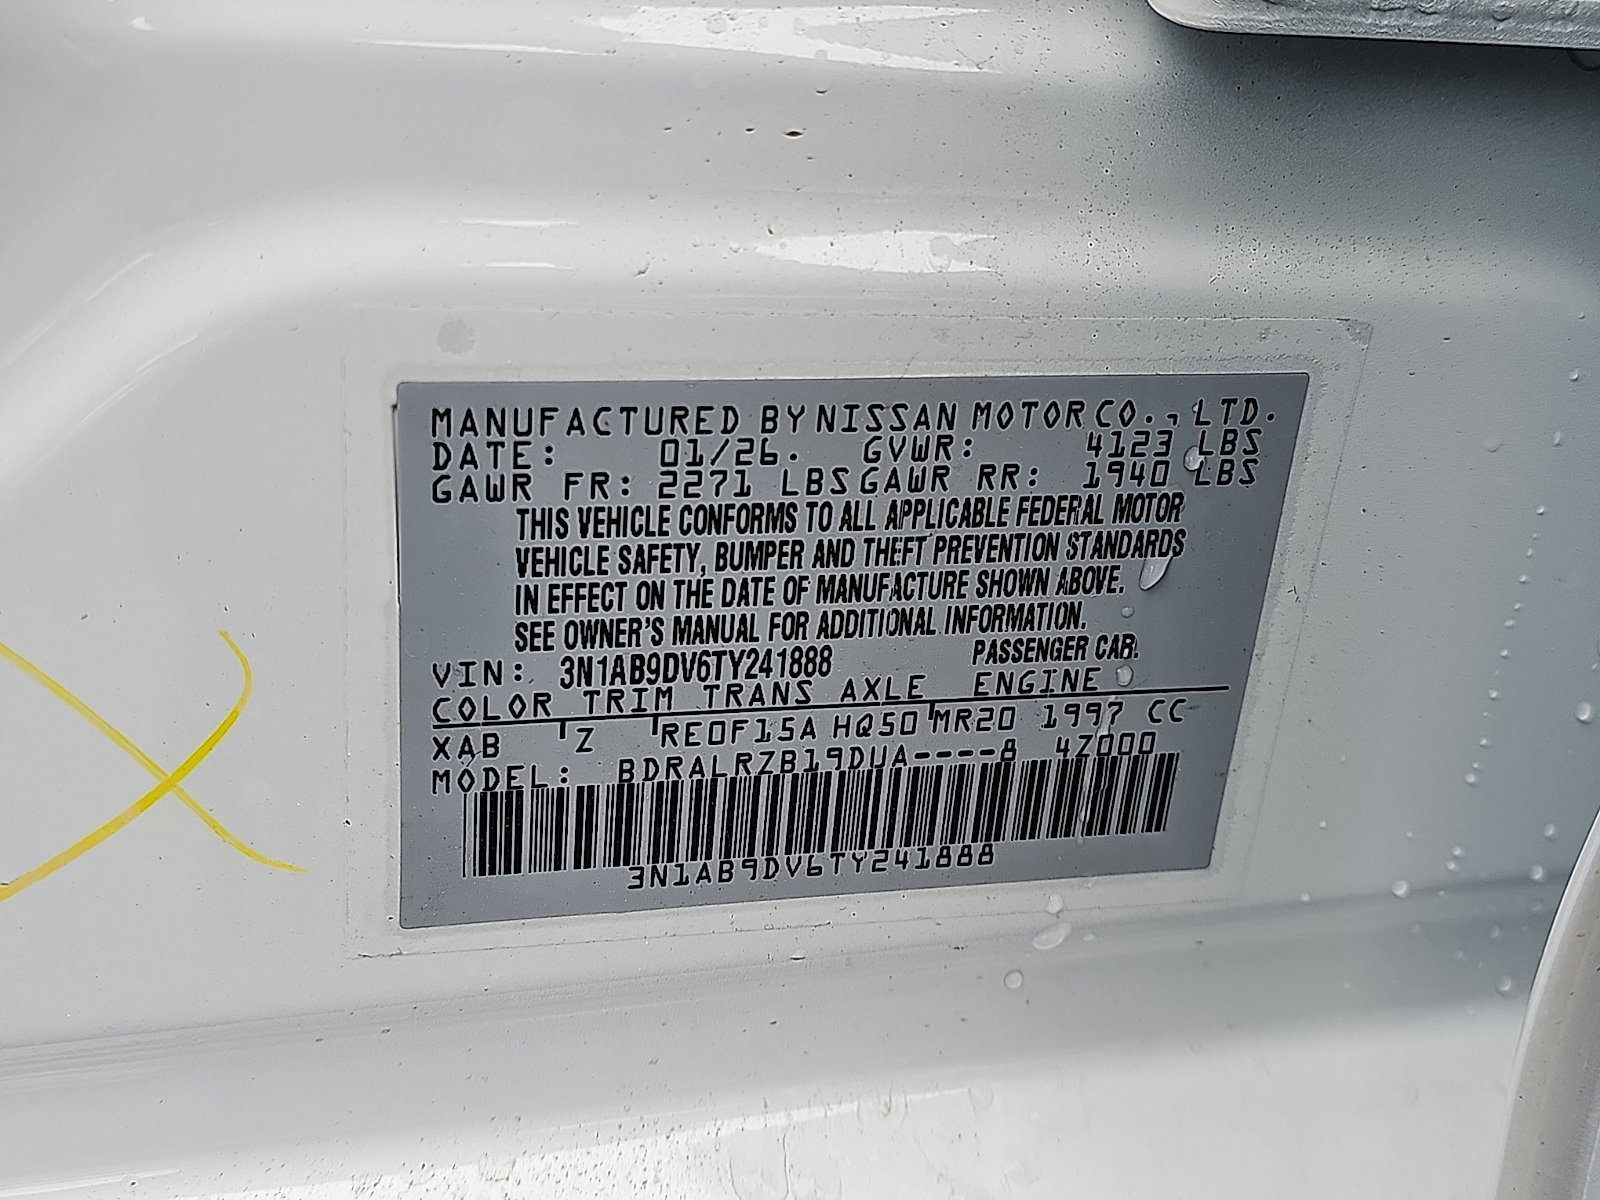 MANUFACTURED BY NISSAN MOTOR CO., LTD.
DATE: 01/26. GVWR: 4123 LBS
GAWR FR: 2271 LBS GAWR RR: 1940 LBS
THIS VEHICLE CONFORMS TO ALL APPLICABLE FEDERAL MOTOR
VEHICLE SAFETY, BUMPER AND THEFT PREVENTION STANDARDS
IN EFFECT ON THE DATE OF MANUFACTURE SHOWN ABOVE.
SEE OWNER'S MANUAL FOR ADDITIONAL INFORMATION.
PASSENGER CAR.
VIN: 3N1AB9DV6TY241888
COLOR TRIM TRANS AXLE ENGINE
XAB Z RE0F15A HQ50 MR20 1997 CC
MODEL: BDRALRZB19DUA----8 4Z000
3N1AB9DV6TY241888